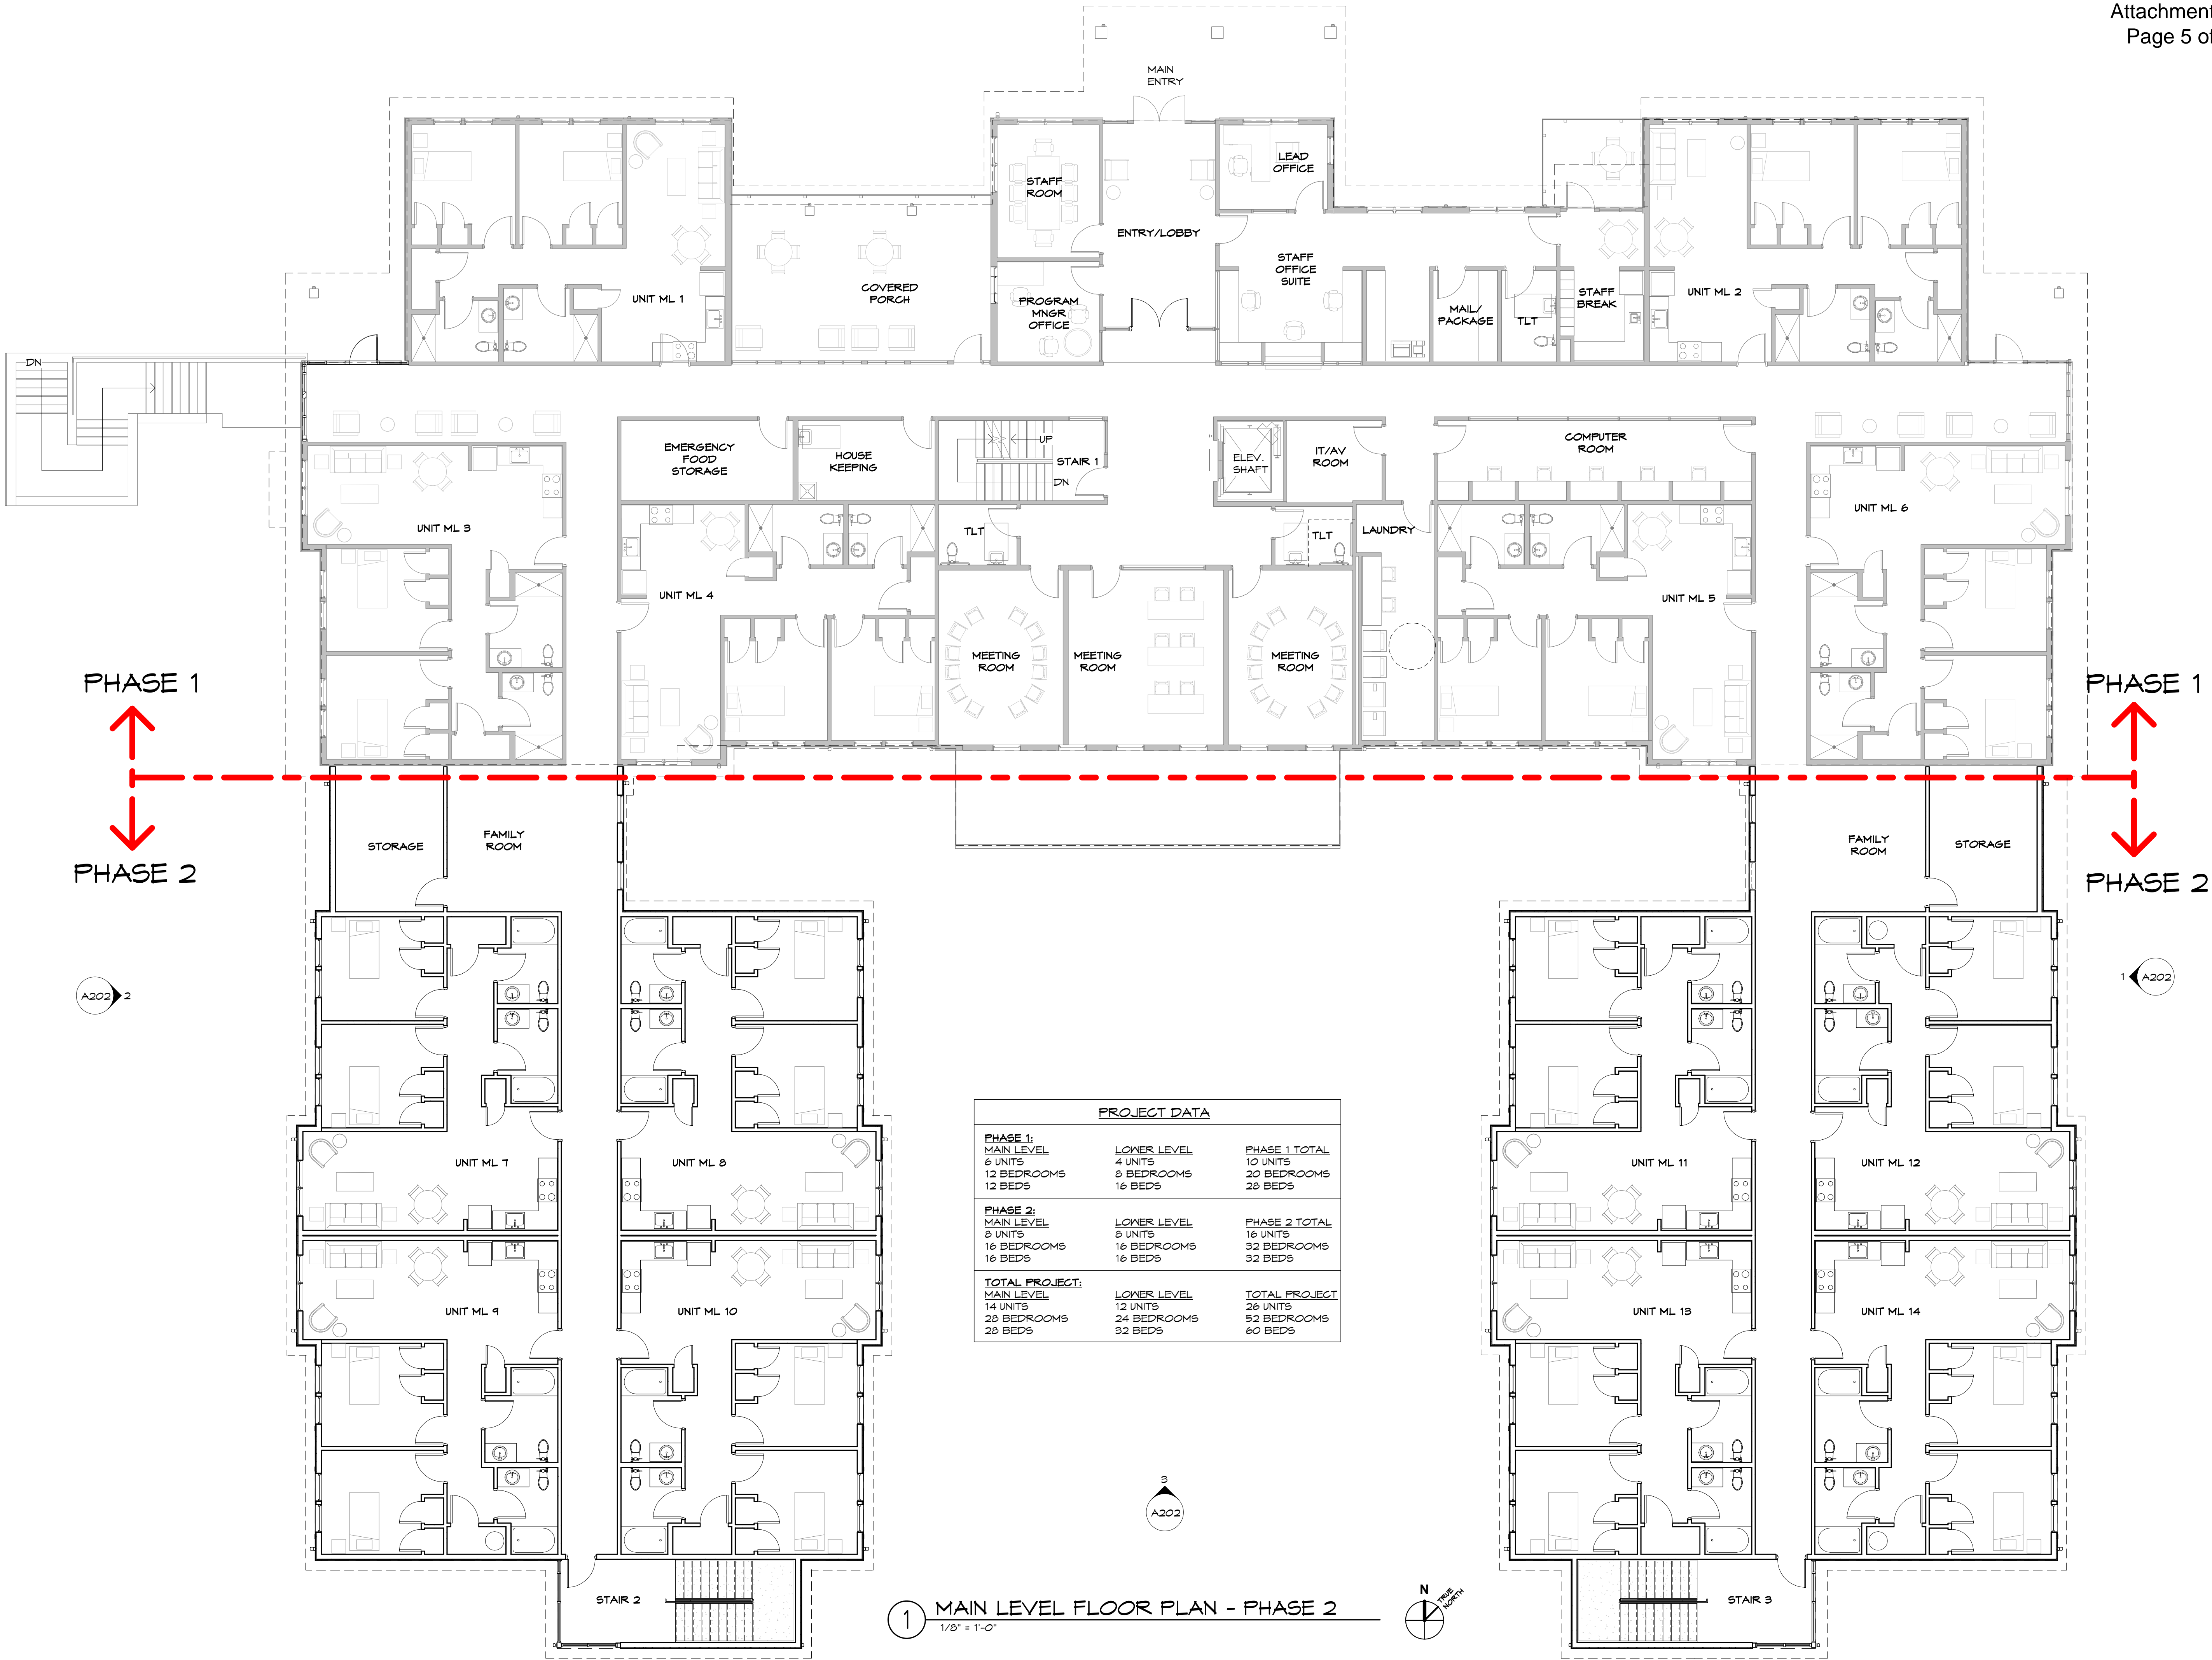 Attachment
Page 5 of
MAIN
ENTRY
LEAD
OFFICE
STAFF
ROOM
ENTRY/LOBBY
STAFF
OFFICE
SUITE
COVERED
PORCH
UNIT ML 1
PROGRAM
MNGR
OFFICE
MAIL/
PACKAGE
TLT
STAFF
BREAK
UNIT ML 2
DN
EMERGENCY
FOOD
STORAGE
HOUSE
KEEPING
UP
STAIR 1
DN
ELEV.
SHAFT
IT/AV
ROOM
COMPUTER
ROOM
UNIT ML 3
TLT
TLT
LAUNDRY
UNIT ML 6
UNIT ML 4
UNIT ML 5
MEETING
ROOM
MEETING
ROOM
MEETING
ROOM
PHASE 1
PHASE 1
PHASE 2
PHASE 2
STORAGE
FAMILY
ROOM
FAMILY
ROOM
STORAGE
A202 2
1 A202
UNIT ML 7
UNIT ML 8
UNIT ML 11
UNIT ML 12
PROJECT DATA
PHASE 1:
MAIN LEVEL LOWER LEVEL PHASE 1 TOTAL
6 UNITS 4 UNITS 10 UNITS
12 BEDROOMS 8 BEDROOMS 20 BEDROOMS
12 BEDS 16 BEDS 28 BEDS
PHASE 2:
MAIN LEVEL LOWER LEVEL PHASE 2 TOTAL
8 UNITS 8 UNITS 16 UNITS
16 BEDROOMS 16 BEDROOMS 32 BEDROOMS
16 BEDS 16 BEDS 32 BEDS
TOTAL PROJECT:
MAIN LEVEL LOWER LEVEL TOTAL PROJECT
14 UNITS 12 UNITS 26 UNITS
28 BEDROOMS 24 BEDROOMS 52 BEDROOMS
28 BEDS 32 BEDS 60 BEDS
UNIT ML 9
UNIT ML 10
UNIT ML 13
UNIT ML 14
3
A202
STAIR 2
STAIR 3
1 MAIN LEVEL FLOOR PLAN - PHASE 2
1/8" = 1'-0"
N
TRUE
NORTH